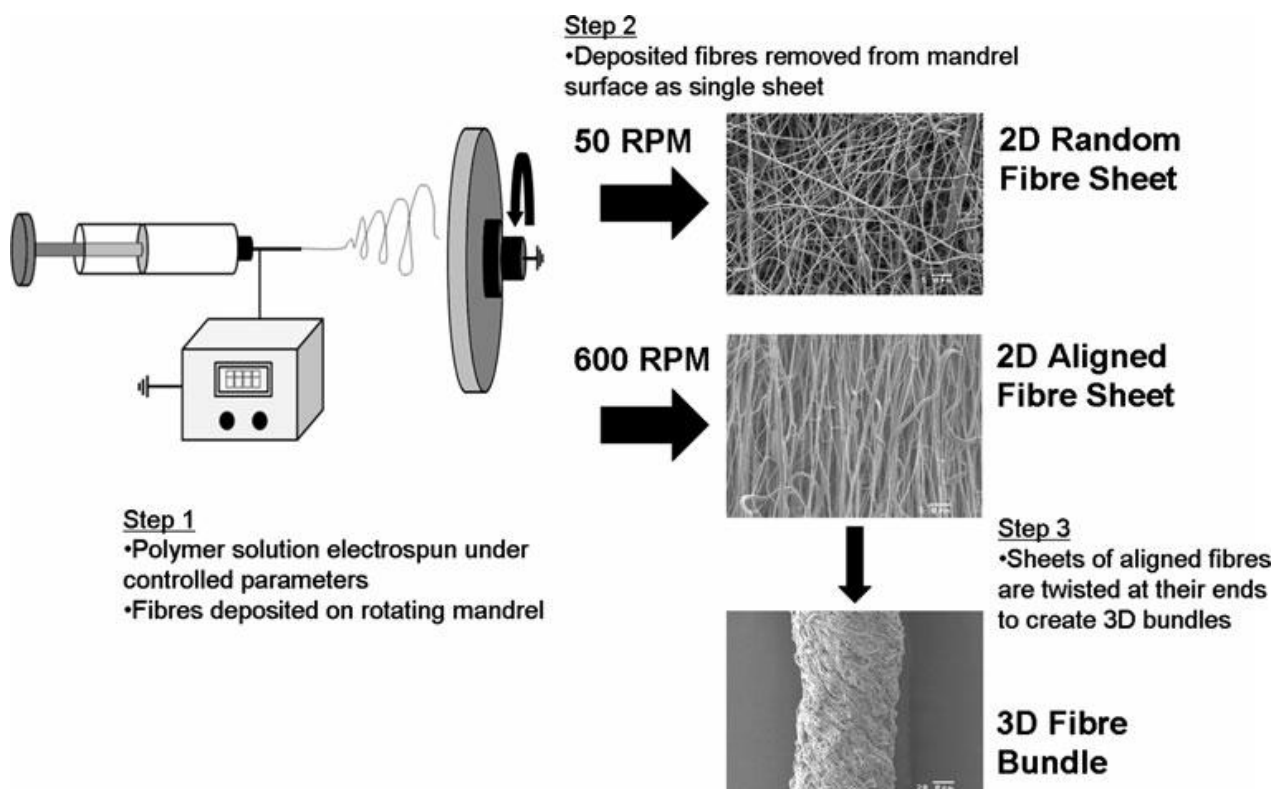 Step 2
•Deposited fibres removed from mandrel
surface as single sheet
50 RPM
2D Random
Fibre Sheet
600 RPM
2D Aligned
Fibre Sheet
Step 1
•Polymer solution electrospun under
controlled parameters
•Fibres deposited on rotating mandrel
Step 3
•Sheets of aligned fibres
are twisted at their ends
to create 3D bundles
3D Fibre
Bundle